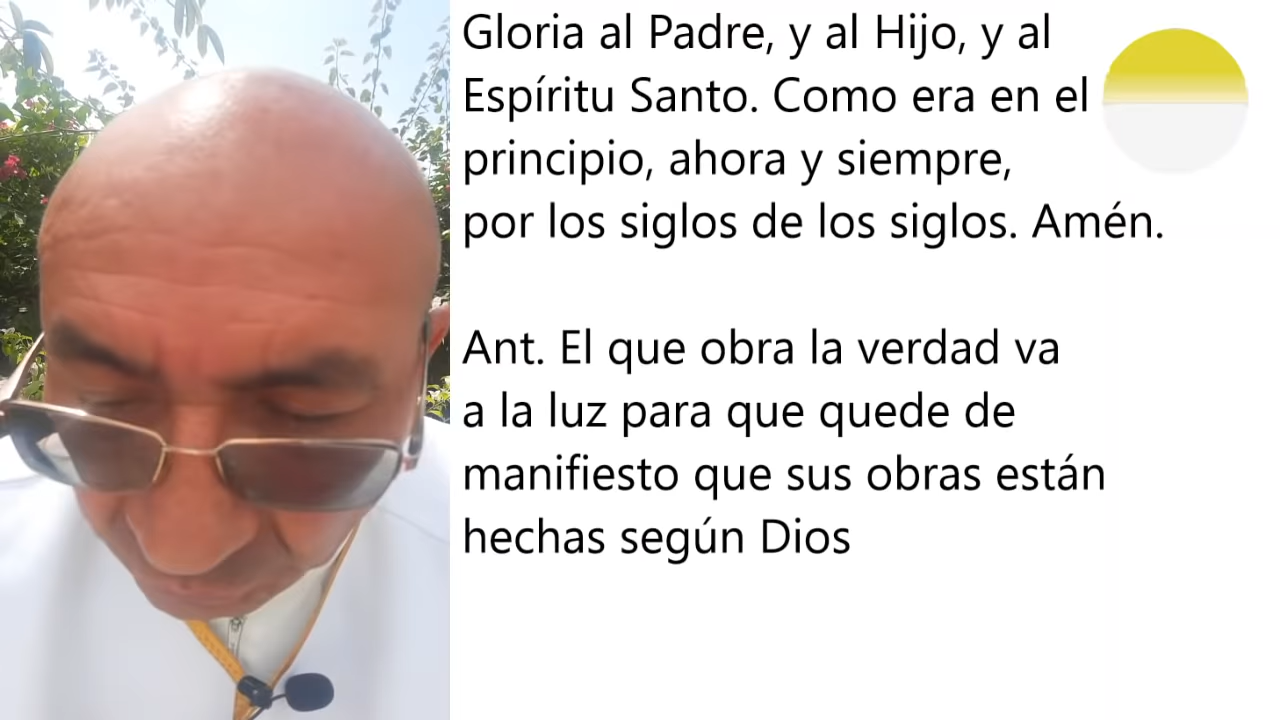 Gloria al Padre, y al Hijo, y al
Espíritu Santo. Como era en el
principio, ahora y siempre,
por los siglos de los siglos. Amén.
Ant. El que obra la verdad va
a la luz para que quede de
manifiesto que sus obras están
hechas según Dios